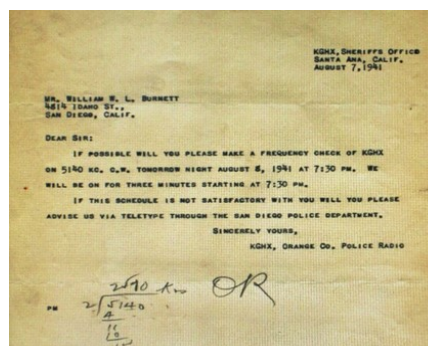 KGHX, SHERIFFS OFFICE
SANTA ANA, CALIF.
AUGUST 7, 1941
MR. WILLIAM W. L. BURNETT
4814 IDAHO ST.,
SAN DIEGO, CALIF.
DEAR SIR:
IF POSSIBLE WILL YOU PLEASE MAKE A FREQUENCY CHECK OF KGHX
ON 5140 KC. C.W. TOMORROW NIGHT AUGUST 8, 1941 AT 7:30 PM. WE
WILL BE ON FOR THREE MINUTES STARTING AT 7:30 PM.
IF THIS SCHEDULE IS NOT SATISFACTORY WITH YOU WILL YOU PLEASE
ADVISE US VIA TELETYPE THROUGH THE SAN DIEGO POLICE DEPARTMENT.
SINCERELY YOURS,
KGHX, ORANGE CO. POLICE RADIO
2570 OR
2 5140
PM 4
11
10